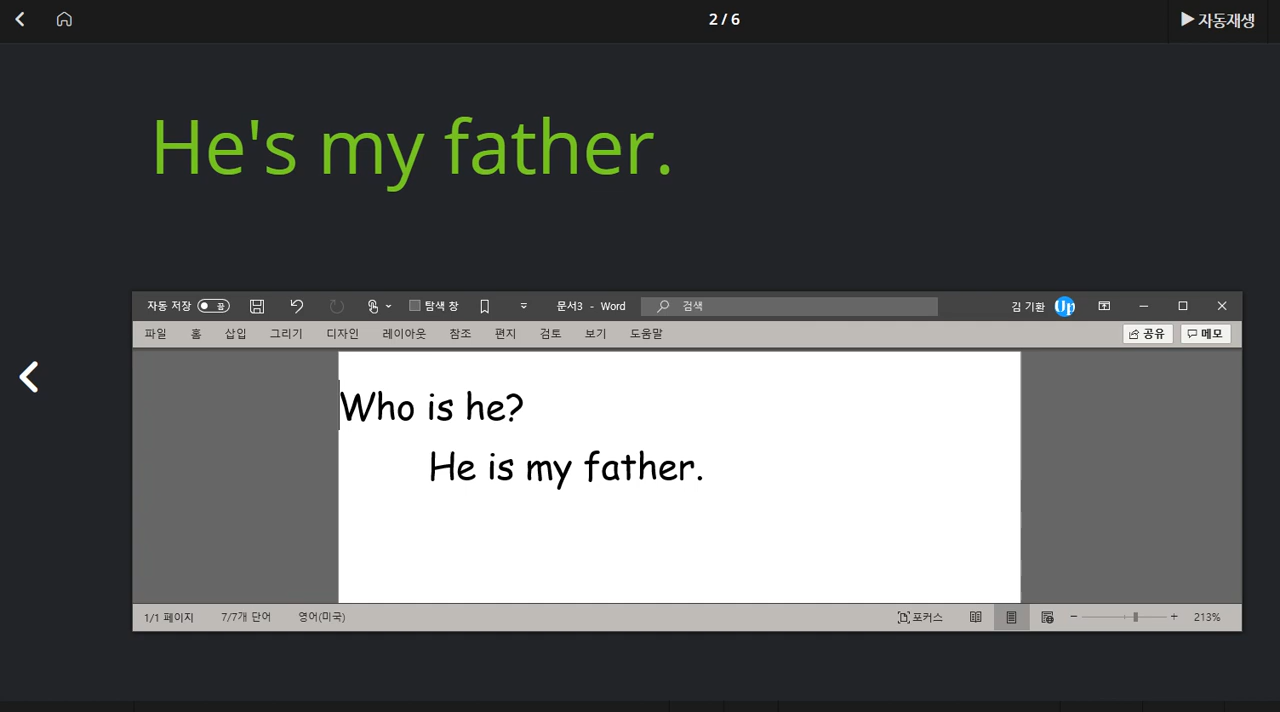 2 / 6
▶ 자동재생
He's my father.
자동 저장 끔 탐색 창 문서3 - Word 검색 김 기환 Up
파일 홈 삽입 그리기 디자인 레이아웃 참조 편지 검토 보기 도움말 공유 메모
Who is he?
He is my father.
1/1 페이지 7/7개 단어 영어(미국) 포커스 - + 213%